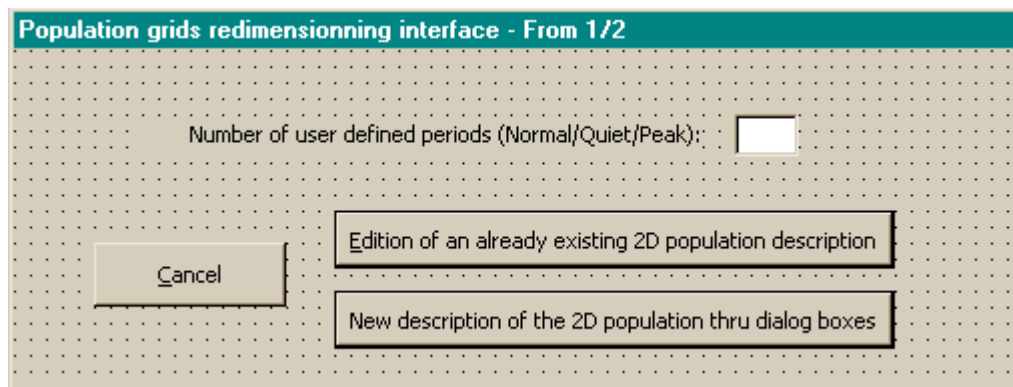 Population grids redimensionning interface - From 1/2
Number of user defined periods (Normal/Quiet/Peak):
Edition of an already existing 2D population description
Cancel
New description of the 2D population thru dialog boxes